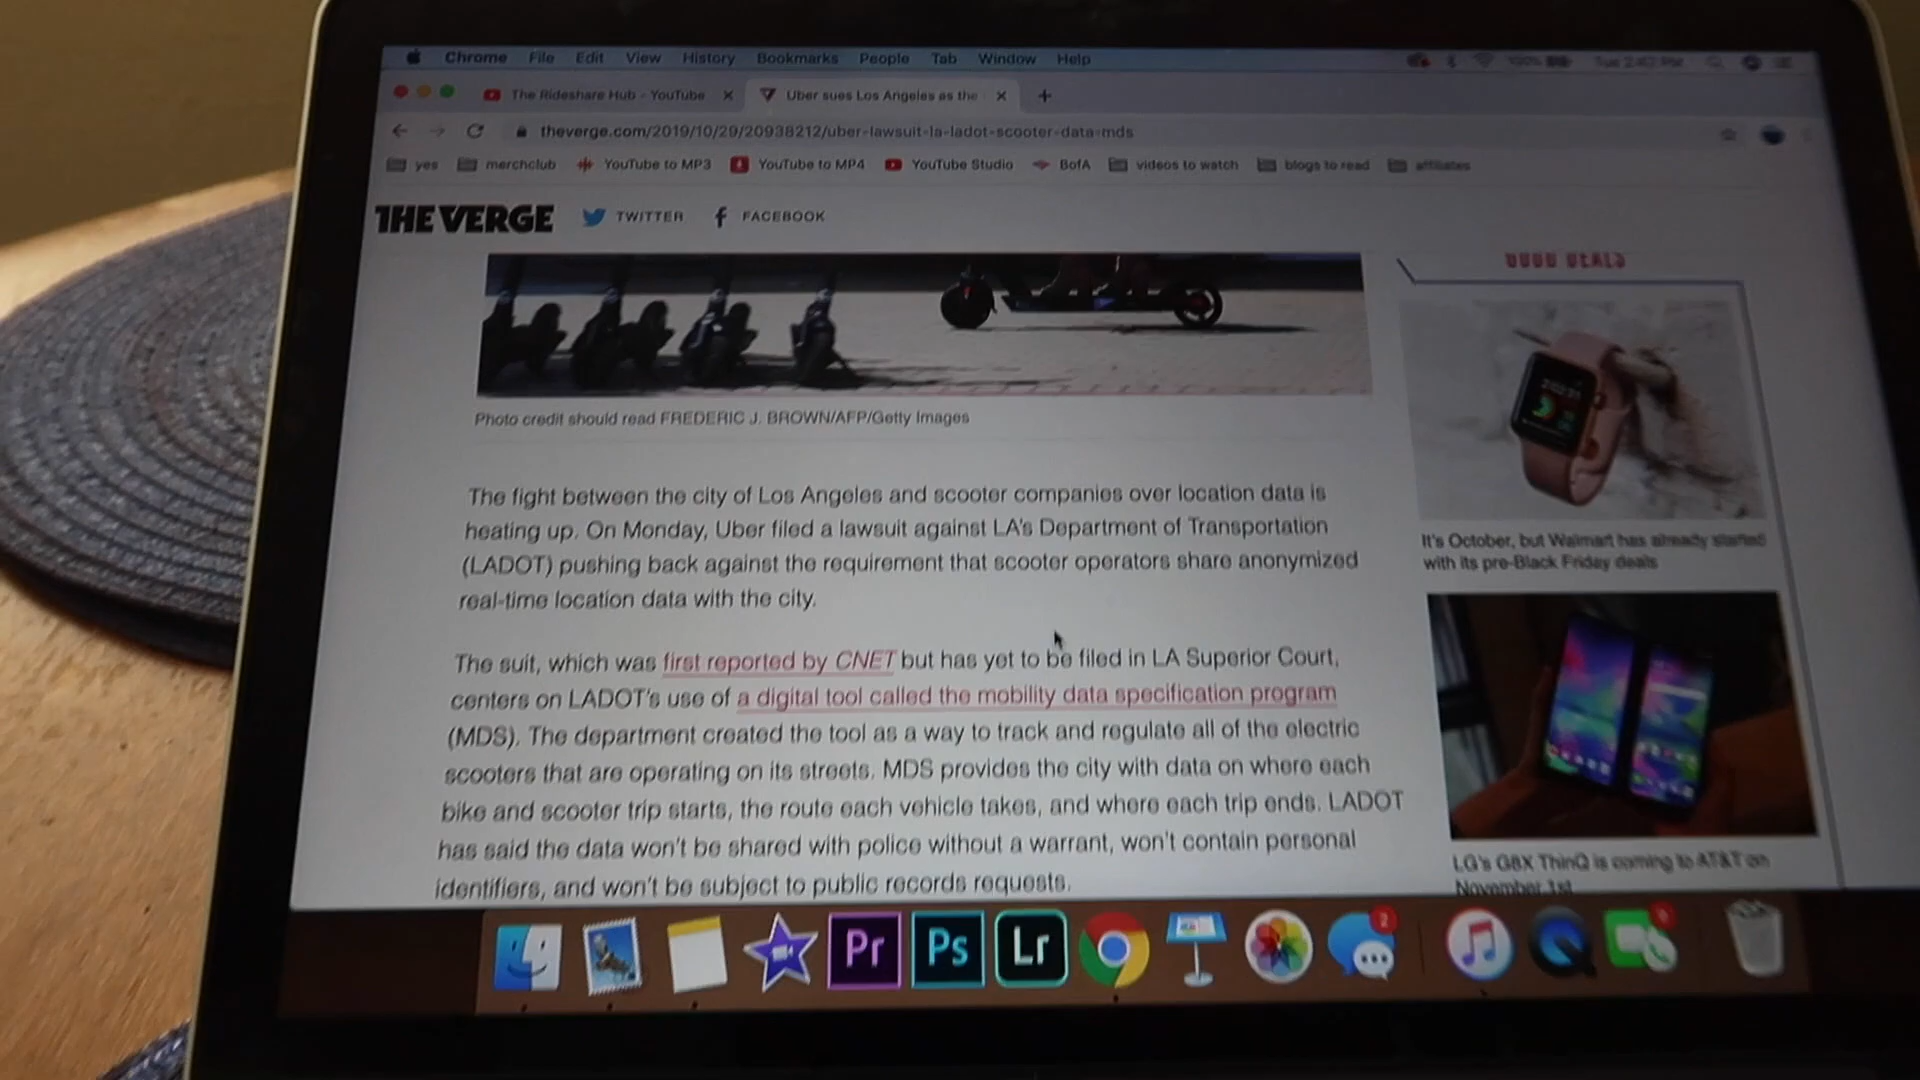 Chrome File Edit View History Bookmarks People Tab Window Help
The Rideshare Hub - YouTube Uber sues Los Angeles as the
theverge.com/2019/10/29/20938212/uber-lawsuit-la-ladot-scooter-data-mds
yes merchclub YouTube to MP3 YouTube to MP4 YouTube Studio BofA videos to watch blogs to read affiliates
THE VERGE TWITTER FACEBOOK
DEALS
Photo credit should read FREDERIC J. BROWN/AFP/Getty Images
The fight between the city of Los Angeles and scooter companies over location data is
heating up. On Monday, Uber filed a lawsuit against LA's Department of Transportation
(LADOT) pushing back against the requirement that scooter operators share anonymized
real-time location data with the city.
The suit, which was first reported by CNET but has yet to be filed in LA Superior Court,
centers on LADOT's use of a digital tool called the mobility data specification program
(MDS). The department created the tool as a way to track and regulate all of the electric
scooters that are operating on its streets. MDS provides the city with data on where each
bike and scooter trip starts, the route each vehicle takes, and where each trip ends. LADOT
has said the data won't be shared with police without a warrant, won't contain personal
identifiers, and won't be subject to public records requests.
It's October, but Walmart has already started
with its pre-Black Friday deals
LG's G8X ThinQ is coming to AT&T on
November 1st
Pr Ps Lr 2